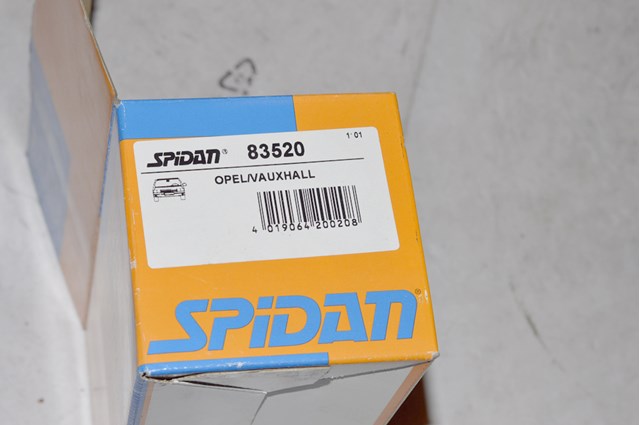 1:01
SPiDAN® 83520
OPEL/VAUXHALL
4 019064 200208
SPiDAN®